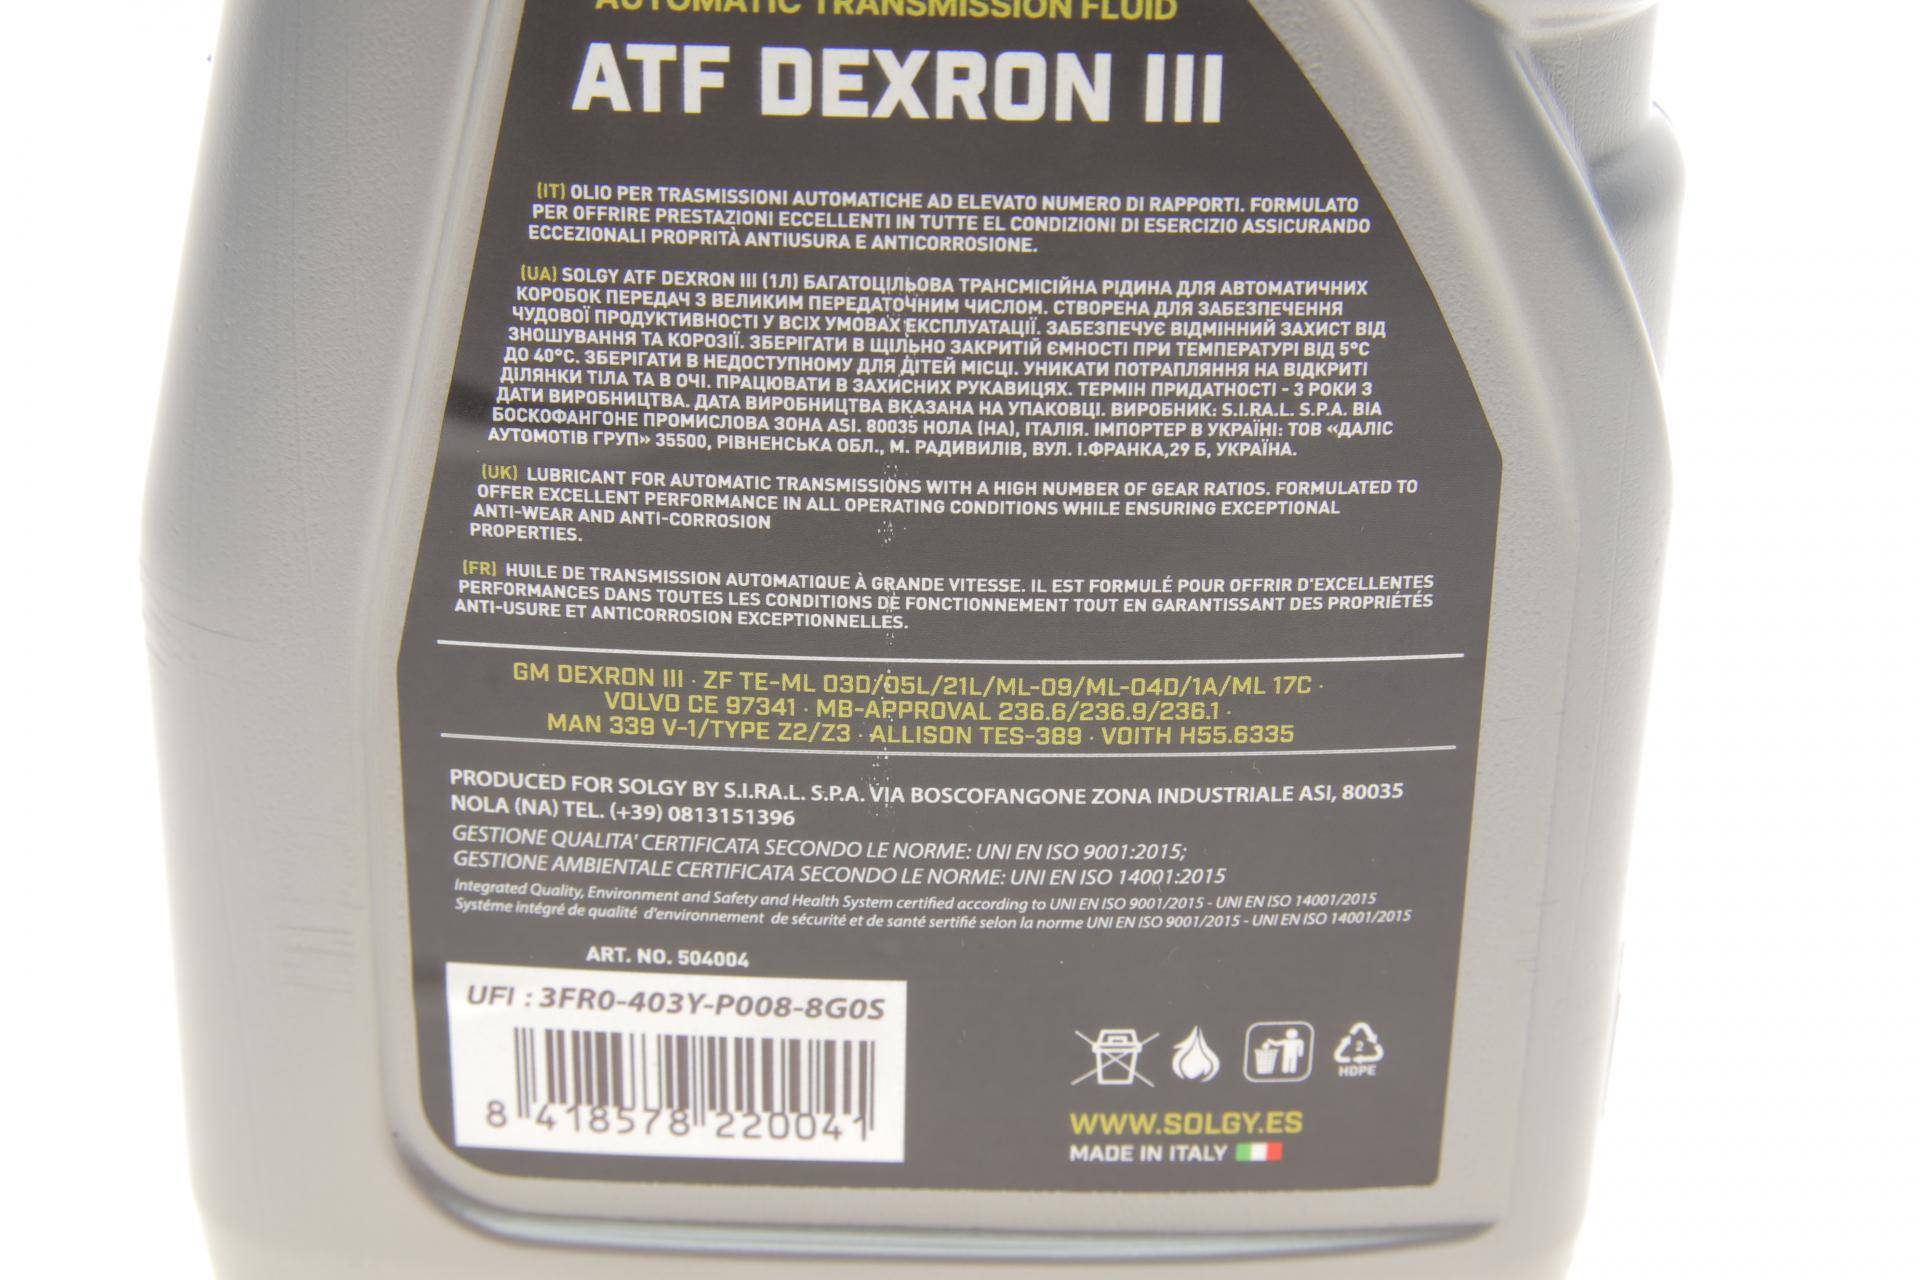 AUTOMATIC TRANSMISSION FLUID
ATF DEXRON III
(IT) OLIO PER TRASMISSIONI AUTOMATICHE AD ELEVATO NUMERO DI RAPPORTI. FORMULATO
PER OFFRIRE PRESTAZIONI ECCELLENTI IN TUTTE EL CONDIZIONI DI ESERCIZIO ASSICURANDO
ECCEZIONALI PROPRITÀ ANTIUSURA E ANTICORROSIONE.
(UA) SOLGY ATF DEXRON III (1Л) БАГАТОЦІЛЬОВА ТРАНСМІСІЙНА РІДИНА ДЛЯ АВТОМАТИЧНИХ
КОРОБОК ПЕРЕДАЧ З ВЕЛИКИМ ПЕРЕДАТОЧНИМ ЧИСЛОМ. СТВОРЕНА ДЛЯ ЗАБЕЗПЕЧЕННЯ
ЧУДОВОЇ ПРОДУКТИВНОСТІ У ВСІХ УМОВАХ ЕКСПЛУАТАЦІЇ. ЗАБЕЗПЕЧУЄ ВІДМІННИЙ ЗАХИСТ ВІД
ЗНОШУВАННЯ ТА КОРОЗІЇ. ЗБЕРІГАТИ В ЩІЛЬНО ЗАКРИТІЙ ЄМНОСТІ ПРИ ТЕМПЕРАТУРІ ВІД 5°C
ДО 40°C. ЗБЕРІГАТИ В НЕДОСТУПНОМУ ДЛЯ ДІТЕЙ МІСЦІ. УНИКАТИ ПОТРАПЛЯННЯ НА ВІДКРИТІ
ДІЛЯНКИ ТІЛА ТА В ОЧІ. ПРАЦЮВАТИ В ЗАХИСНИХ РУКАВИЦЯХ. ТЕРМІН ПРИДАТНОСТІ - 3 РОКИ З
ДАТИ ВИРОБНИЦТВА. ДАТА ВИРОБНИЦТВА ВКАЗАНА НА УПАКОВЦІ. ВИРОБНИК: S.I.RA.L. S.P.A. ВІА
БОСКОФАНГОНЕ ПРОМИСЛОВА ЗОНА ASI. 80035 НОЛА (НА), ІТАЛІЯ. ІМПОРТЕР В УКРАЇНІ: ТОВ «ДАЛІС
АУТОМОТІВ ГРУП» 35500, РІВНЕНСЬКА ОБЛ., М. РАДИВИЛІВ, ВУЛ. І.ФРАНКА,29 Б, УКРАЇНА.
(UK) LUBRICANT FOR AUTOMATIC TRANSMISSIONS WITH A HIGH NUMBER OF GEAR RATIOS. FORMULATED TO
OFFER EXCELLENT PERFORMANCE IN ALL OPERATING CONDITIONS WHILE ENSURING EXCEPTIONAL
ANTI-WEAR AND ANTI-CORROSION
PROPERTIES.
(FR) HUILE DE TRANSMISSION AUTOMATIQUE À GRANDE VITESSE. IL EST FORMULÉ POUR OFFRIR D'EXCELLENTES
PERFORMANCES DANS TOUTES LES CONDITIONS DE FONCTIONNEMENT TOUT EN GARANTISSANT DES PROPRIÉTÉS
ANTI-USURE ET ANTICORROSION EXCEPTIONNELLES.
GM DEXRON III · ZF TE-ML 03D/05L/21L/ML-09/ML-04D/1A/ML 17C ·
VOLVO CE 97341 · MB-APPROVAL 236.6/236.9/236.1 ·
MAN 339 V-1/TYPE Z2/Z3 · ALLISON TES-389 · VOITH H55.6335
PRODUCED FOR SOLGY BY S.I.RA.L. S.P.A. VIA BOSCOFANGONE ZONA INDUSTRIALE ASI, 80035
NOLA (NA) TEL. (+39) 0813151396
GESTIONE QUALITA' CERTIFICATA SECONDO LE NORME: UNI EN ISO 9001:2015;
GESTIONE AMBIENTALE CERTIFICATA SECONDO LE NORME: UNI EN ISO 14001:2015
Integrated Quality, Environment and Safety and Health System certified according to UNI EN ISO 9001/2015 - UNI EN ISO 14001/2015
Systéme intégré de qualité d'environnement de sécurité et de santé sertifié selon la norme UNI EN ISO 9001/2015 - UNI EN ISO 14001/2015
ART. NO. 504004
UFI : 3FR0-403Y-P008-8G0S
8 418578 220041
2
HDPE
WWW.SOLGY.ES
MADE IN ITALY